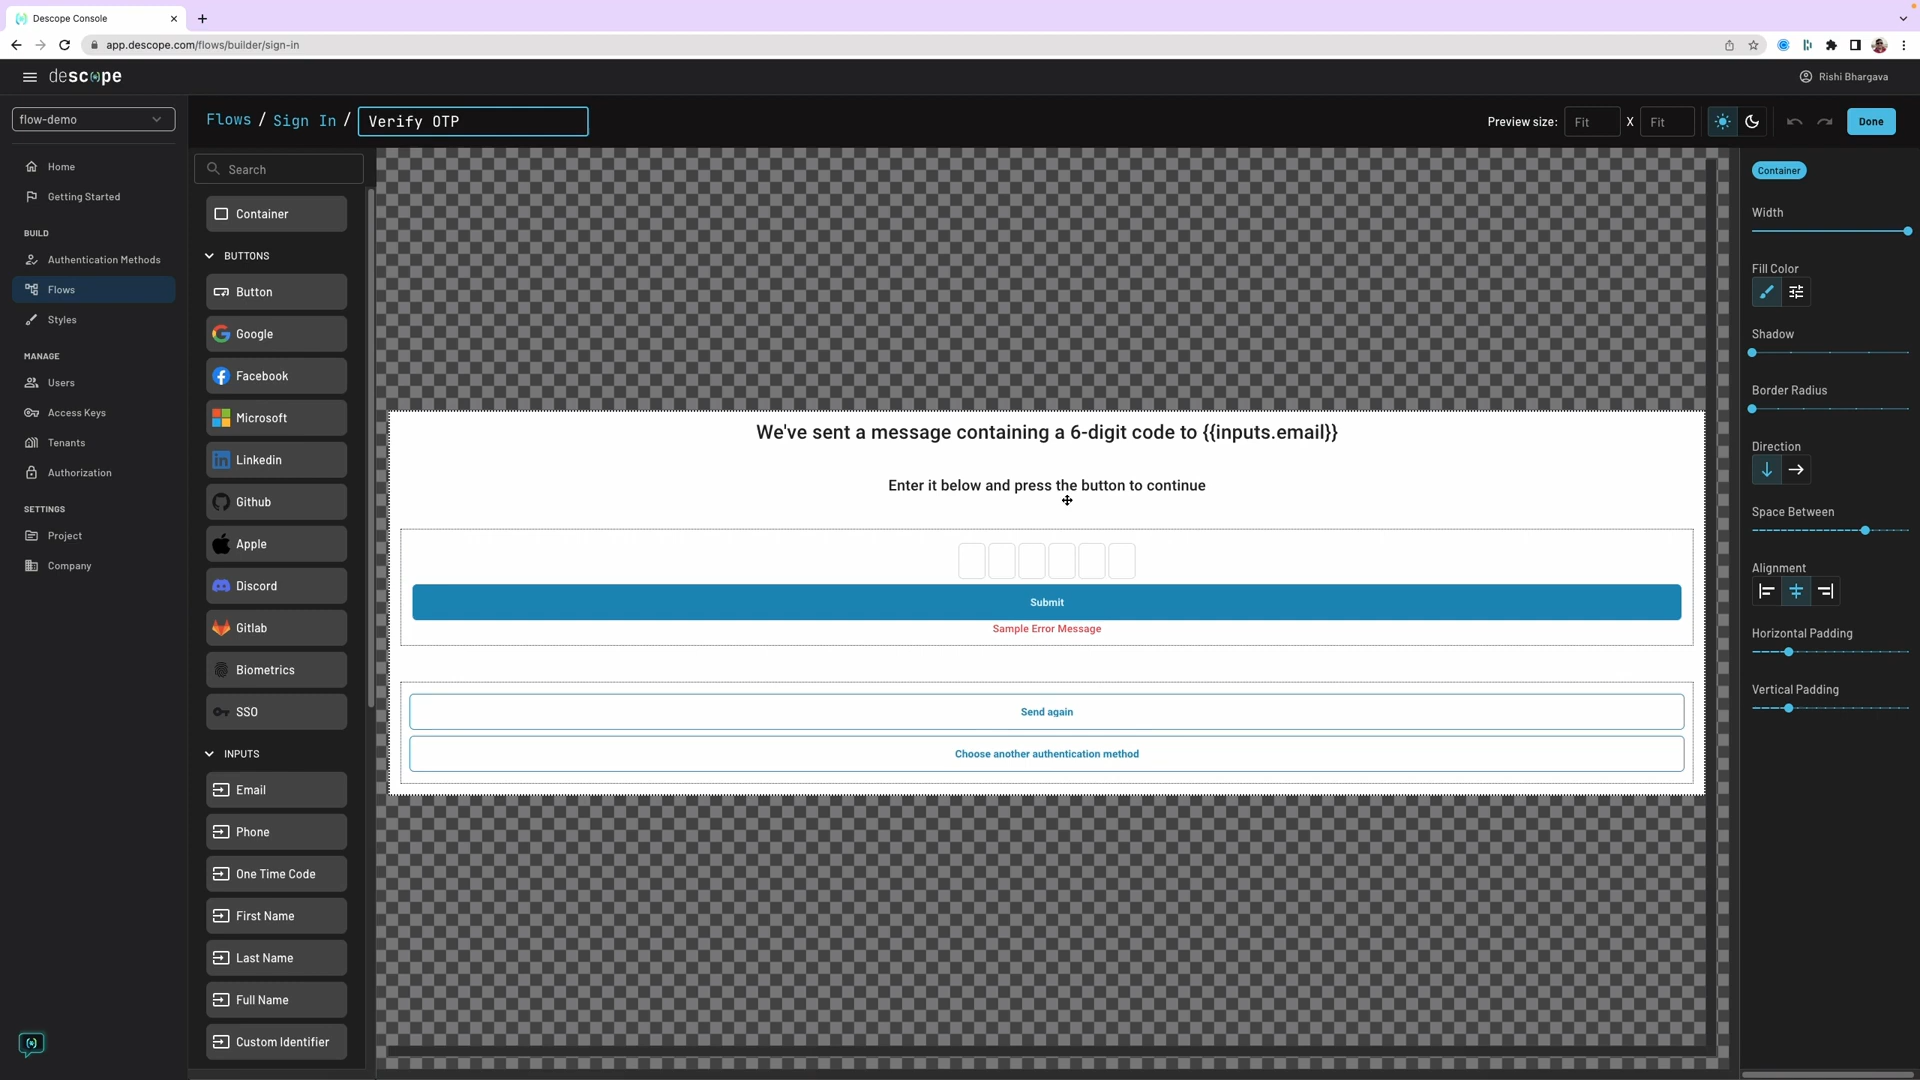 Descope Console
app.descope.com/flows/builder/sign-in
descope
Rishi Bhargava
flow-demo
Flows / Sign In / Verify OTP
Preview size: Fit X Fit
Done
Home
Getting Started
BUILD
Authentication Methods
Flows
Styles
MANAGE
Users
Access Keys
Tenants
Authorization
SETTINGS
Project
Company
Search
Container
BUTTONS
Button
Google
Facebook
Microsoft
Linkedin
Github
Apple
Discord
Gitlab
Biometrics
SSO
INPUTS
Email
Phone
One Time Code
First Name
Last Name
Full Name
Custom Identifier
We've sent a message containing a 6-digit code to {{inputs.email}}
Enter it below and press the button to continue
Submit
Sample Error Message
Send again
Choose another authentication method
Container
Width
Fill Color
Shadow
Border Radius
Direction
Space Between
Alignment
Horizontal Padding
Vertical Padding